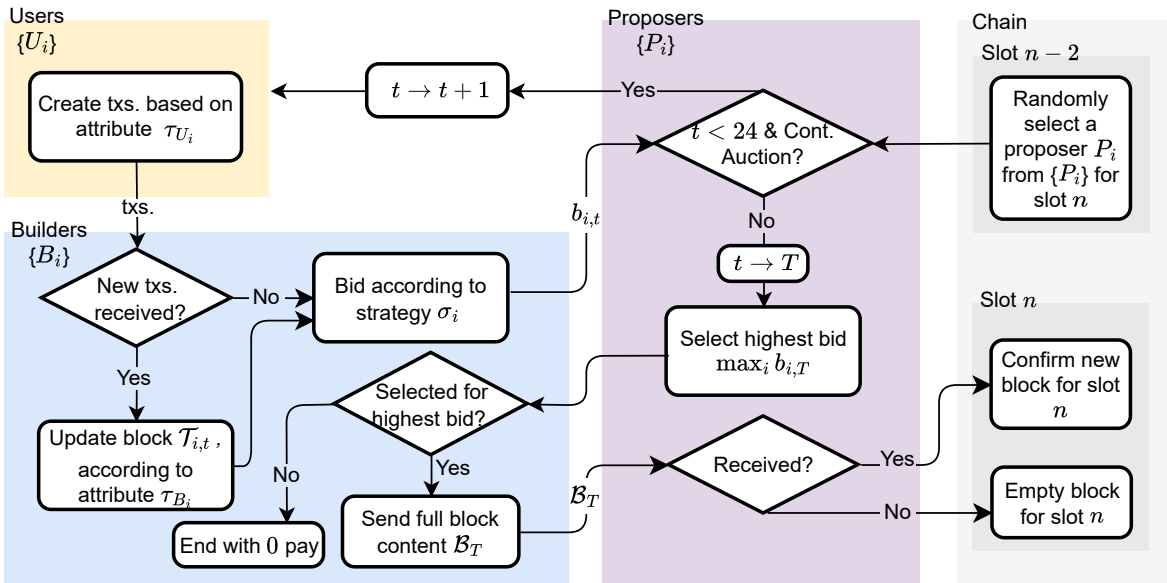 Users
{U_i}
Create txs. based on
attribute τ_{U_i}
txs.
Builders
{B_i}
New txs.
received?
No
Yes
Update block 𝒯_{i,t} ,
according to
attribute τ_{B_i}
Bid according to
strategy σ_i
b_{i,t}
Selected for
highest bid?
No
Yes
End with 0 pay
Send full block
content ℬ_T
ℬ_T
t → t + 1
Proposers
{P_i}
Yes
t < 24 & Cont.
Auction?
No
t → T
Select highest bid
max_i b_{i,T}
Received?
Yes
No
Chain
Slot n − 2
Randomly
select a
proposer P_i
from {P_i} for
slot n
Slot n
Confirm new
block for slot
n
Empty block
for slot n